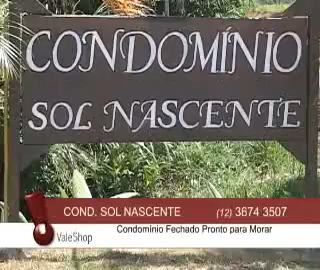 CONDOMÍNIO
SOL NASCENTE
COND. SOL NASCENTE (12) 3674 3507
Condomínio Fechado Pronto para Morar
ValeShop